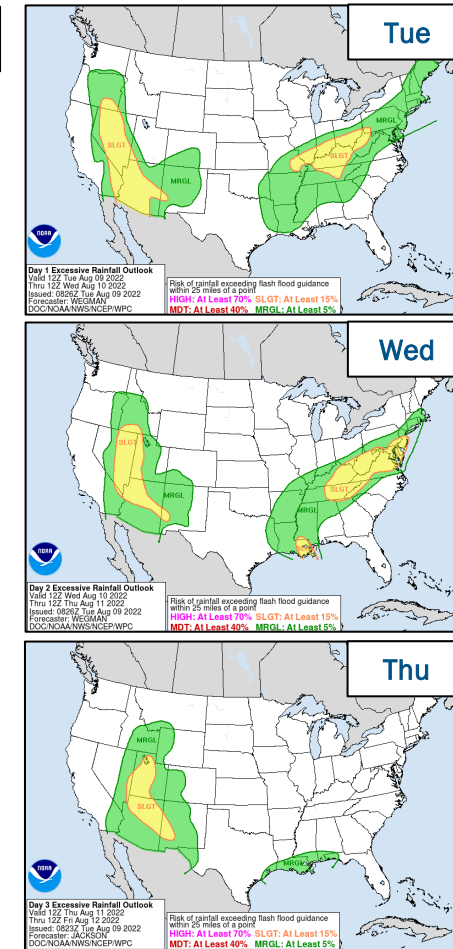 Tue
SLGT
MRGL
MRGL
SLGT
NOAA
Day 1 Excessive Rainfall Outlook
Valid 12Z Tue Aug 09 2022
Thru 12Z Wed Aug 10 2022
Issued: 0826Z Tue Aug 09 2022
Forecaster: WEGMAN
DOC/NOAA/NWS/NCEP/WPC
Risk of rainfall exceeding flash flood guidance
within 25 miles of a point
HIGH: At Least 70% SLGT: At Least 15%
MDT: At Least 40% MRGL: At Least 5%
Wed
SLGT
MRGL
SLGT
MRGL
NOAA
Day 2 Excessive Rainfall Outlook
Valid 12Z Wed Aug 10 2022
Thru 12Z Thu Aug 11 2022
Issued: 0826Z Tue Aug 09 2022
Forecaster: WEGMAN
DOC/NOAA/NWS/NCEP/WPC
Risk of rainfall exceeding flash flood guidance
within 25 miles of a point
HIGH: At Least 70% SLGT: At Least 15%
MDT: At Least 40% MRGL: At Least 5%
Thu
MRGL
SLGT
MRGL
NOAA
Day 3 Excessive Rainfall Outlook
Valid 12Z Thu Aug 11 2022
Thru 12Z Fri Aug 12 2022
Issued: 0823Z Tue Aug 09 2022
Forecaster: JACKSON
DOC/NOAA/NWS/NCEP/WPC
Risk of rainfall exceeding flash flood guidance
within 25 miles of a point
HIGH: At Least 70% SLGT: At Least 15%
MDT: At Least 40% MRGL: At Least 5%